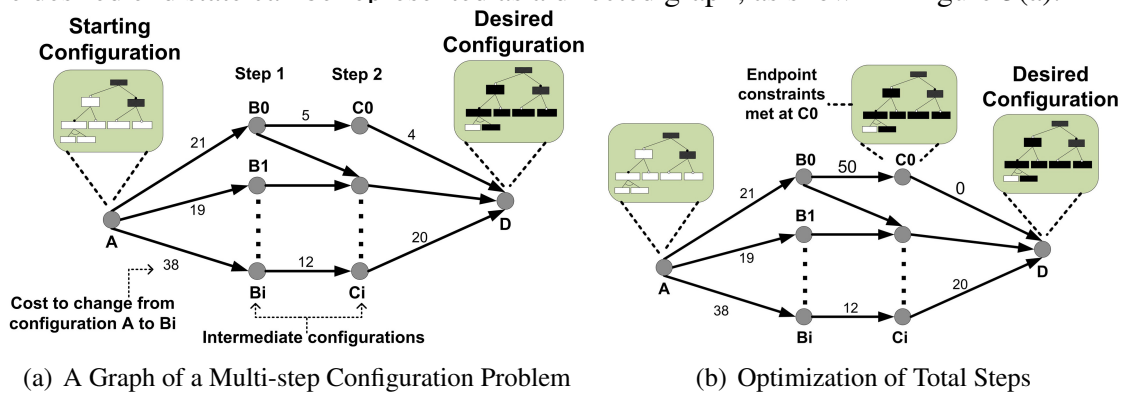 Starting
Configuration
Desired
Configuration
Step 1
Step 2
B0
5
C0
4
21
B1
19
A
D
38
12
20
Bi
Ci
Cost to change from
configuration A to Bi
Intermediate configurations
(a) A Graph of a Multi-step Configuration Problem
Endpoint
constraints
met at C0
Desired
Configuration
B0
50
C0
21
0
B1
19
A
D
38
12
20
Bi
Ci
(b) Optimization of Total Steps